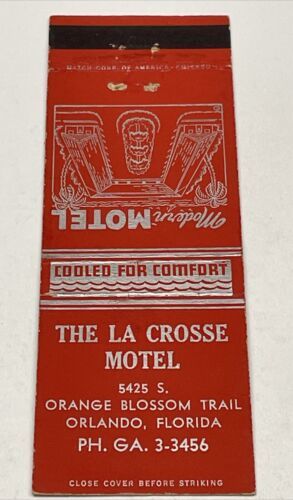 MATCH CORP. OF AMERICA, CHICAGO
Modern
MOTEL
COOLED FOR COMFORT
THE LA CROSSE
MOTEL
5425 S.
ORANGE BLOSSOM TRAIL
ORLANDO, FLORIDA
PH. GA. 3-3456
CLOSE COVER BEFORE STRIKING